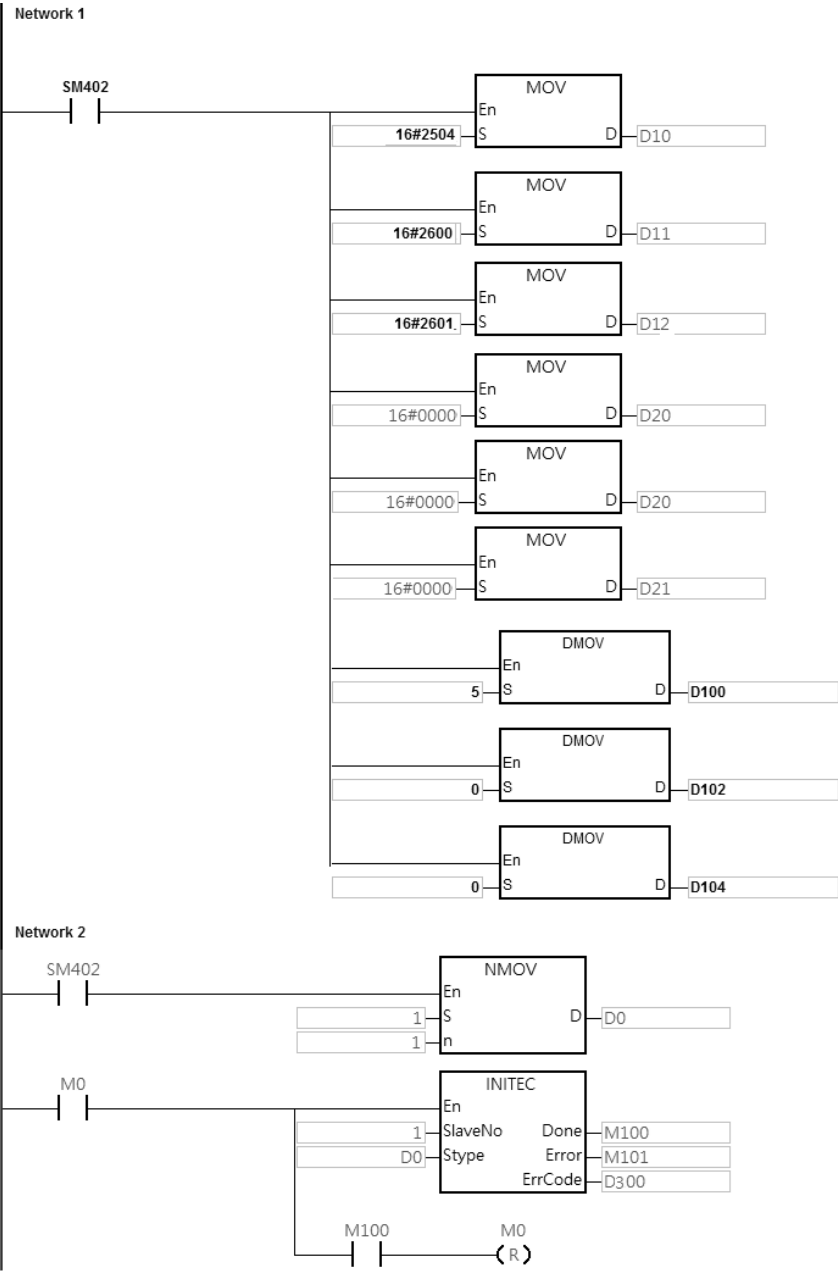 Network 1
SM402
MOV
En
16#2504 S D D10
MOV
En
16#2600 S D D11
MOV
En
16#2601 S D D12
MOV
En
16#0000 S D D20
MOV
En
16#0000 S D D20
MOV
En
16#0000 S D D21
DMOV
En
5 S D D100
DMOV
En
0 S D D102
DMOV
En
0 S D D104
Network 2
SM402 NMOV
En
1 S D D0
1 n
M0 INITEC
En
1 SlaveNo Done M100
D0 Stype Error M101
ErrCode D300
M100 M0
( R )